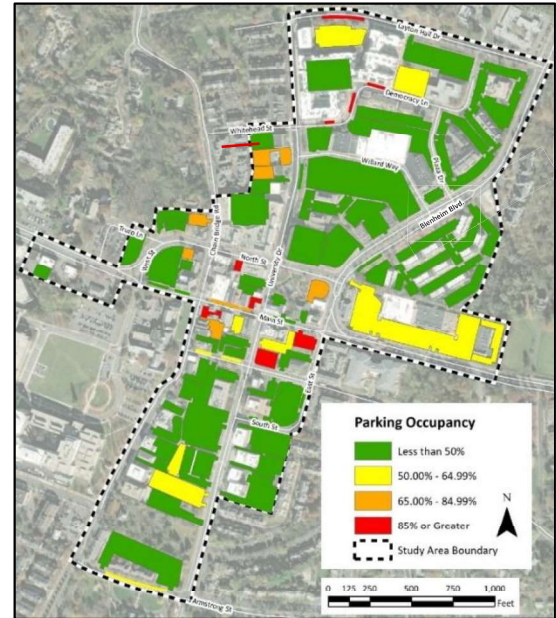 Layton Hall Dr
Democracy Ln
Whitehead St
Willard Way
Plaza Dr
Blenheim Blvd.
Truro Ln
Chain Bridge Rd
University Dr
North St
Main St
East St
South St
Armstrong St
Parking Occupancy
Less than 50%
50.00% - 64.99%
65.00% - 84.99%
85% or Greater
Study Area Boundary
N
0 125 250 500 750 1,000
Feet